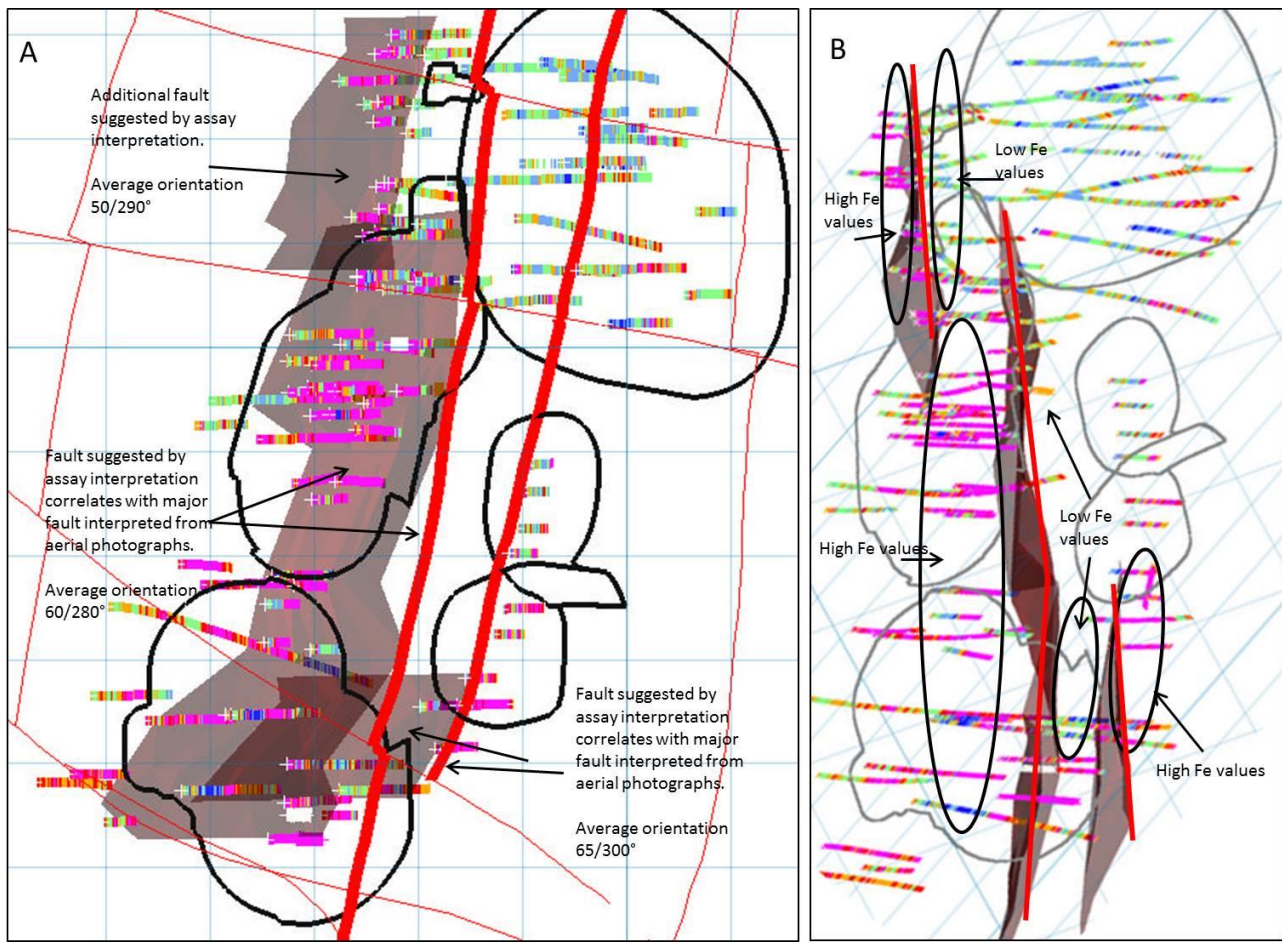 A
Additional fault
suggested by assay
interpretation.
Average orientation
50/290°
Fault suggested by
assay interpretation
correlates with major
fault interpreted from
aerial photographs.
Average orientation
60/280°
Fault suggested by
assay interpretation
correlates with major
fault interpreted from
aerial photographs.
Average orientation
65/300°
B
Low Fe
values
High Fe
values
Low Fe
values
High Fe values
High Fe values